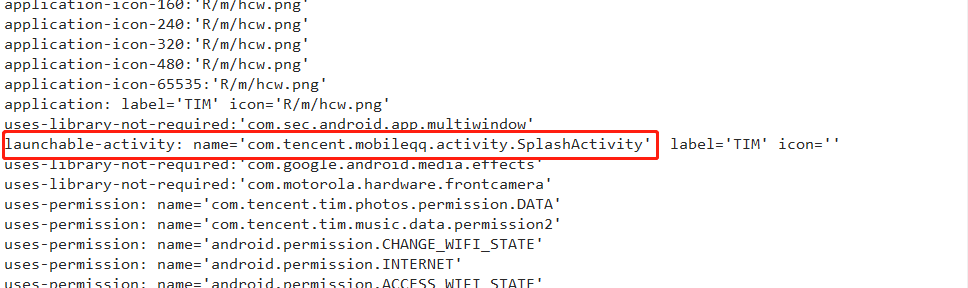 application-icon-160:'R/m/hcw.png'
application-icon-240:'R/m/hcw.png'
application-icon-320:'R/m/hcw.png'
application-icon-480:'R/m/hcw.png'
application-icon-65535:'R/m/hcw.png'
application: label='TIM' icon='R/m/hcw.png'
uses-library-not-required:'com.sec.android.app.multiwindow'
launchable-activity: name='com.tencent.mobileqq.activity.SplashActivity'  label='TIM' icon=''
uses-library-not-required:'com.google.android.media.effects'
uses-library-not-required:'com.motorola.hardware.frontcamera'
uses-permission: name='com.tencent.tim.photos.permission.DATA'
uses-permission: name='com.tencent.tim.music.data.permission2'
uses-permission: name='android.permission.CHANGE_WIFI_STATE'
uses-permission: name='android.permission.INTERNET'
uses-permission: name='android.permission.ACCESS_WIFI_STATE'